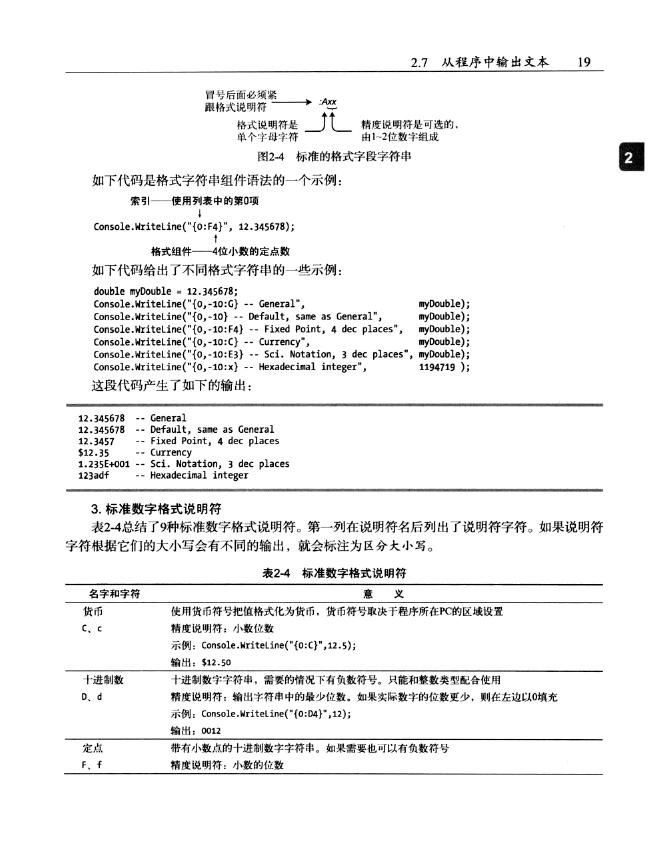 2.7 从程序中输出文本 19
冒号后面必须紧
跟格式说明符
:Axx
格式说明符是
单个字母字符
精度说明符是可选的，
由1~2位数字组成
图2-4 标准的格式字段字符串
2
如下代码是格式字符串组件语法的一个示例：
索引——使用列表中的第0项
↓
Console.WriteLine("{0:F4}", 12.345678);
↑
格式组件——4位小数的定点数
如下代码给出了不同格式字符串的一些示例：
double myDouble = 12.345678;
Console.WriteLine("{0,-10:G} -- General", myDouble);
Console.WriteLine("{0,-10} -- Default, same as General", myDouble);
Console.WriteLine("{0,-10:F4} -- Fixed Point, 4 dec places", myDouble);
Console.WriteLine("{0,-10:C} -- Currency", myDouble);
Console.WriteLine("{0,-10:E3} -- Sci. Notation, 3 dec places", myDouble);
Console.WriteLine("{0,-10:x} -- Hexadecimal integer", 1194719 );
这段代码产生了如下的输出：
12.345678 -- General
12.345678 -- Default, same as General
12.3457 -- Fixed Point, 4 dec places
$12.35 -- Currency
1.235E+001 -- Sci. Notation, 3 dec places
123adf -- Hexadecimal integer
3. 标准数字格式说明符
表2-4总结了9种标准数字格式说明符。第一列在说明符名后列出了说明符字符。如果说明符
字符根据它们的大小写会有不同的输出，就会标注为区分大小写。
表2-4 标准数字格式说明符
名字和字符 意 义
货币 使用货币符号把值格式化为货币，货币符号取决于程序所在PC的区域设置
C、c 精度说明符：小数位数
示例：Console.WriteLine("{0:C}",12.5);
输出：$12.50
十进制数 十进制数字字符串，需要的情况下有负数符号。只能和整数类型配合使用
D、d 精度说明符：输出字符串中的最少位数。如果实际数字的位数更少，则在左边以0填充
示例：Console.WriteLine("{0:D4}",12);
输出：0012
定点 带有小数点的十进制数字字符串。如果需要也可以有负数符号
F、f 精度说明符：小数的位数